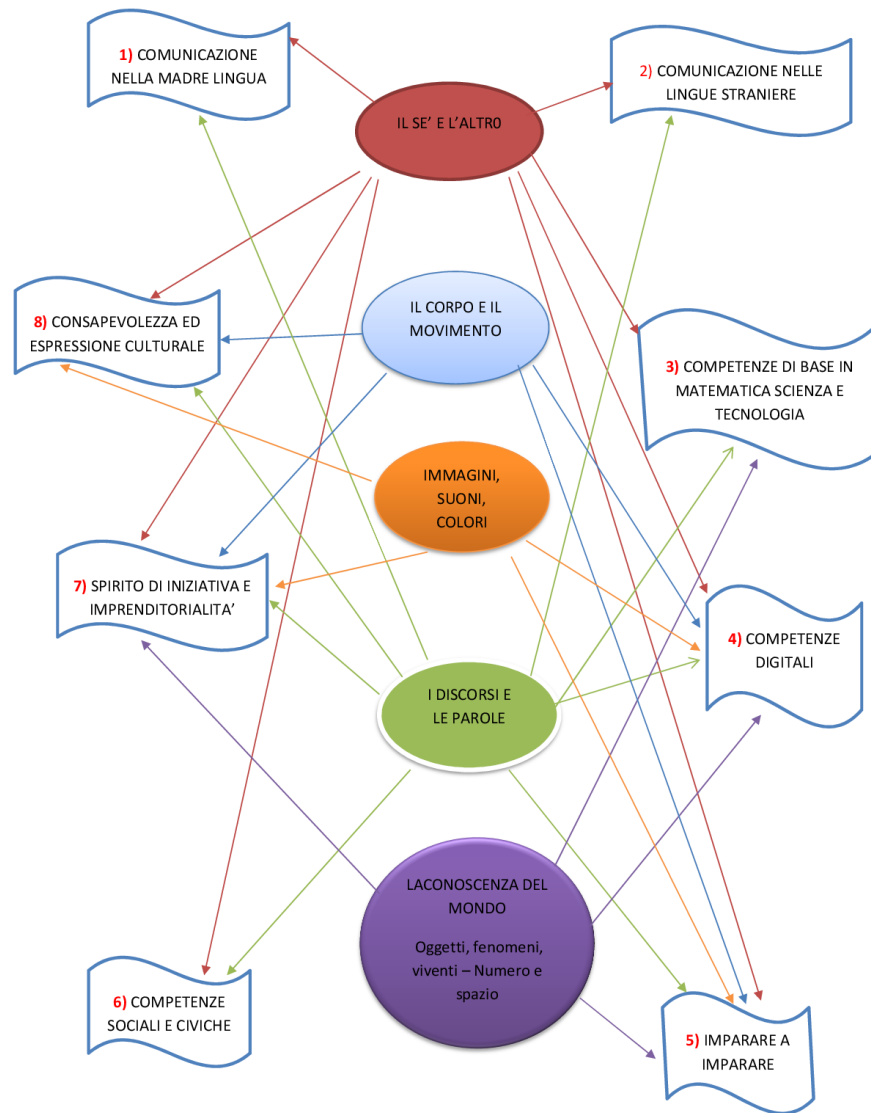 1) COMUNICAZIONE
NELLA MADRE LINGUA
2) COMUNICAZIONE NELLE
LINGUE STRANIERE
IL SE’ E L’ALTR0
8) CONSAPEVOLEZZA ED
ESPRESSIONE CULTURALE
IL CORPO E IL
MOVIMENTO
3) COMPETENZE DI BASE IN
MATEMATICA SCIENZA E
TECNOLOGIA
IMMAGINI,
SUONI,
COLORI
7) SPIRITO DI INIZIATIVA E
IMPRENDITORIALITA’
4) COMPETENZE
DIGITALI
I DISCORSI E
LE PAROLE
LACONOSCENZA DEL
MONDO
Oggetti, fenomeni,
viventi – Numero e
spazio
6) COMPETENZE
SOCIALI E CIVICHE
5) IMPARARE A
IMPARARE